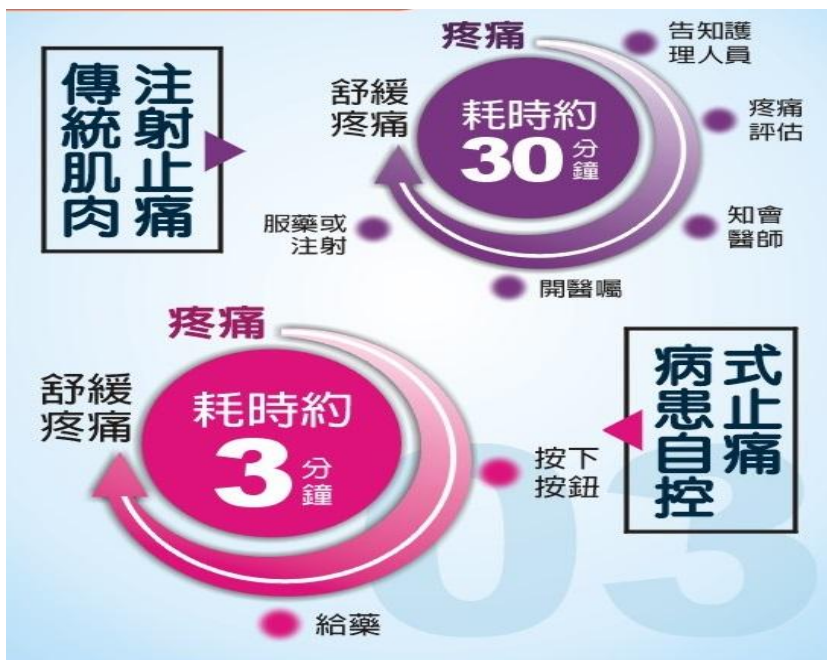 傳統肌肉
注射止痛
疼痛
告知護
理人員
疼痛
評估
知會
醫師
開醫囑
服藥或
注射
舒緩
疼痛
耗時約
30分鐘
病患自控
式止痛
疼痛
按下
按鈕
給藥
舒緩
疼痛
耗時約
3分鐘
03